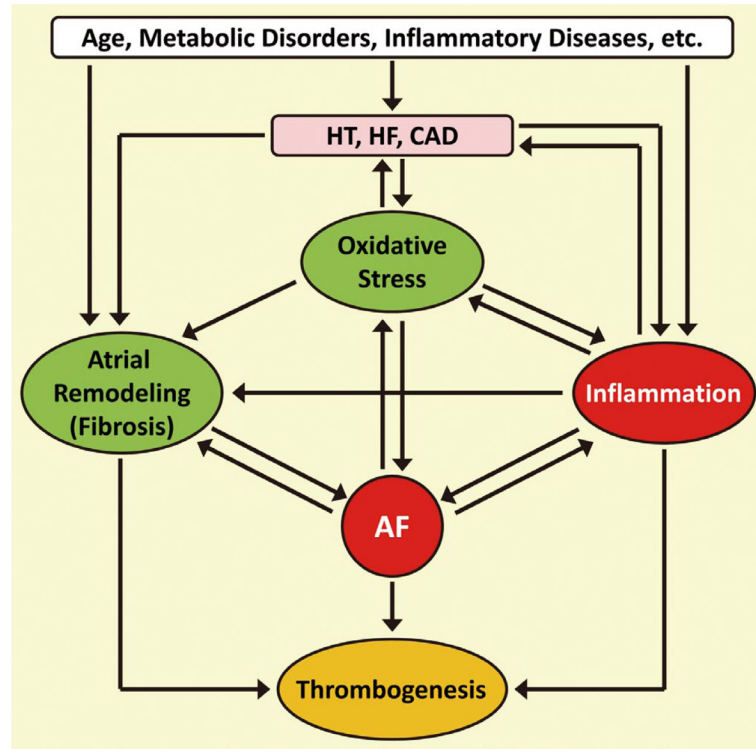 Age, Metabolic Disorders, Inflammatory Diseases, etc.
HT, HF, CAD
Oxidative
Stress
Atrial
Remodeling
(Fibrosis)
Inflammation
AF
Thrombogenesis